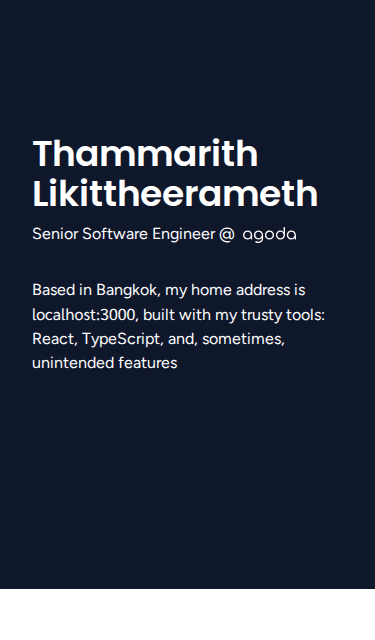 Thammarith
Likittheerameth
Senior Software Engineer @ agoda
Based in Bangkok, my home address is
localhost:3000, built with my trusty tools:
React, TypeScript, and, sometimes,
unintended features